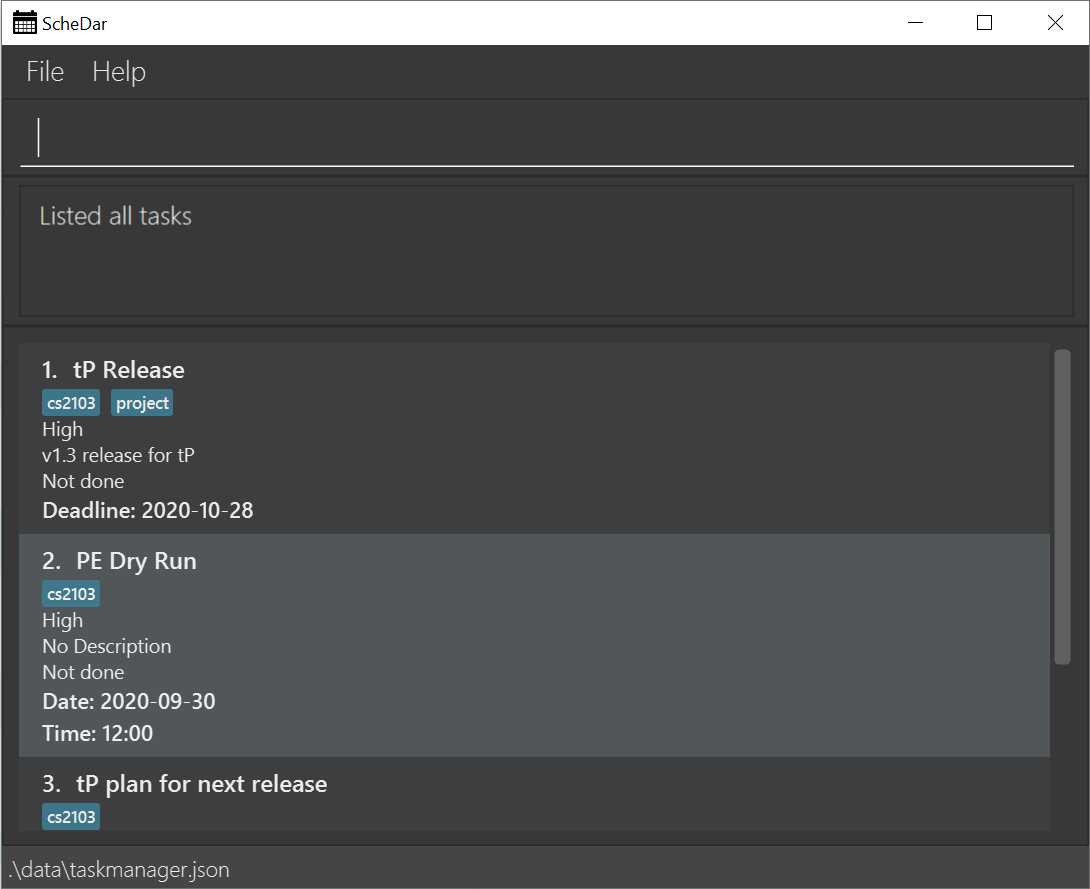 ScheDar
File Help
Listed all tasks
1. tP Release
cs2103 project
High
v1.3 release for tP
Not done
Deadline: 2020-10-28
2. PE Dry Run
cs2103
High
No Description
Not done
Date: 2020-09-30
Time: 12:00
3. tP plan for next release
cs2103
.\data\taskmanager.json